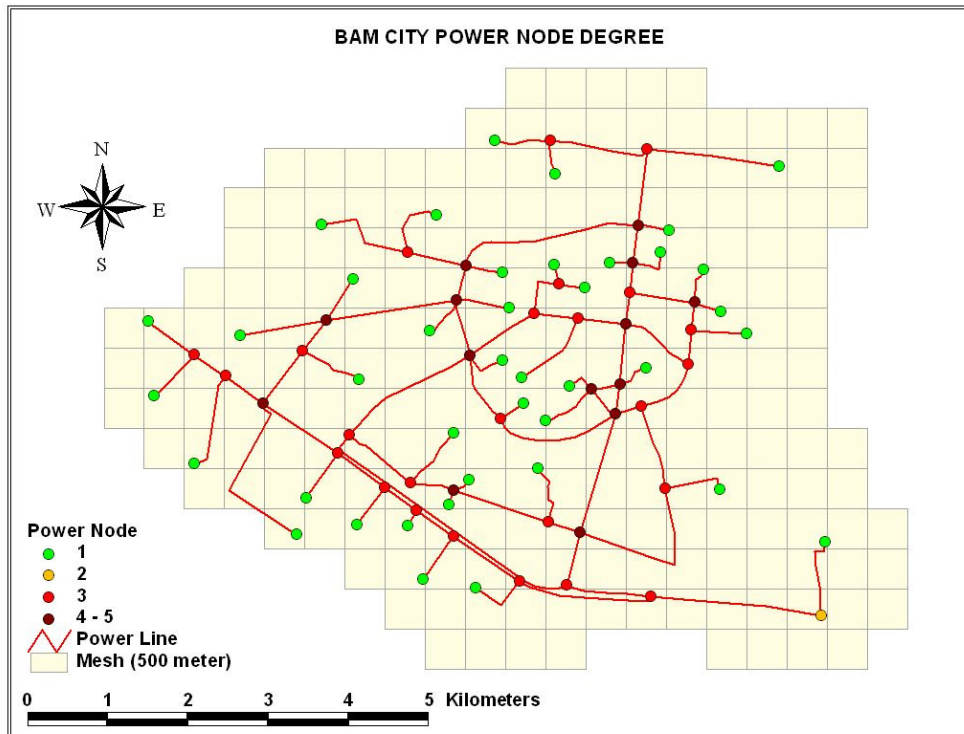 BAM CITY POWER NODE DEGREE
N
W E
S
Power Node
1
2
3
4 - 5
Power Line
Mesh (500 meter)
0 1 2 3 4 5 Kilometers